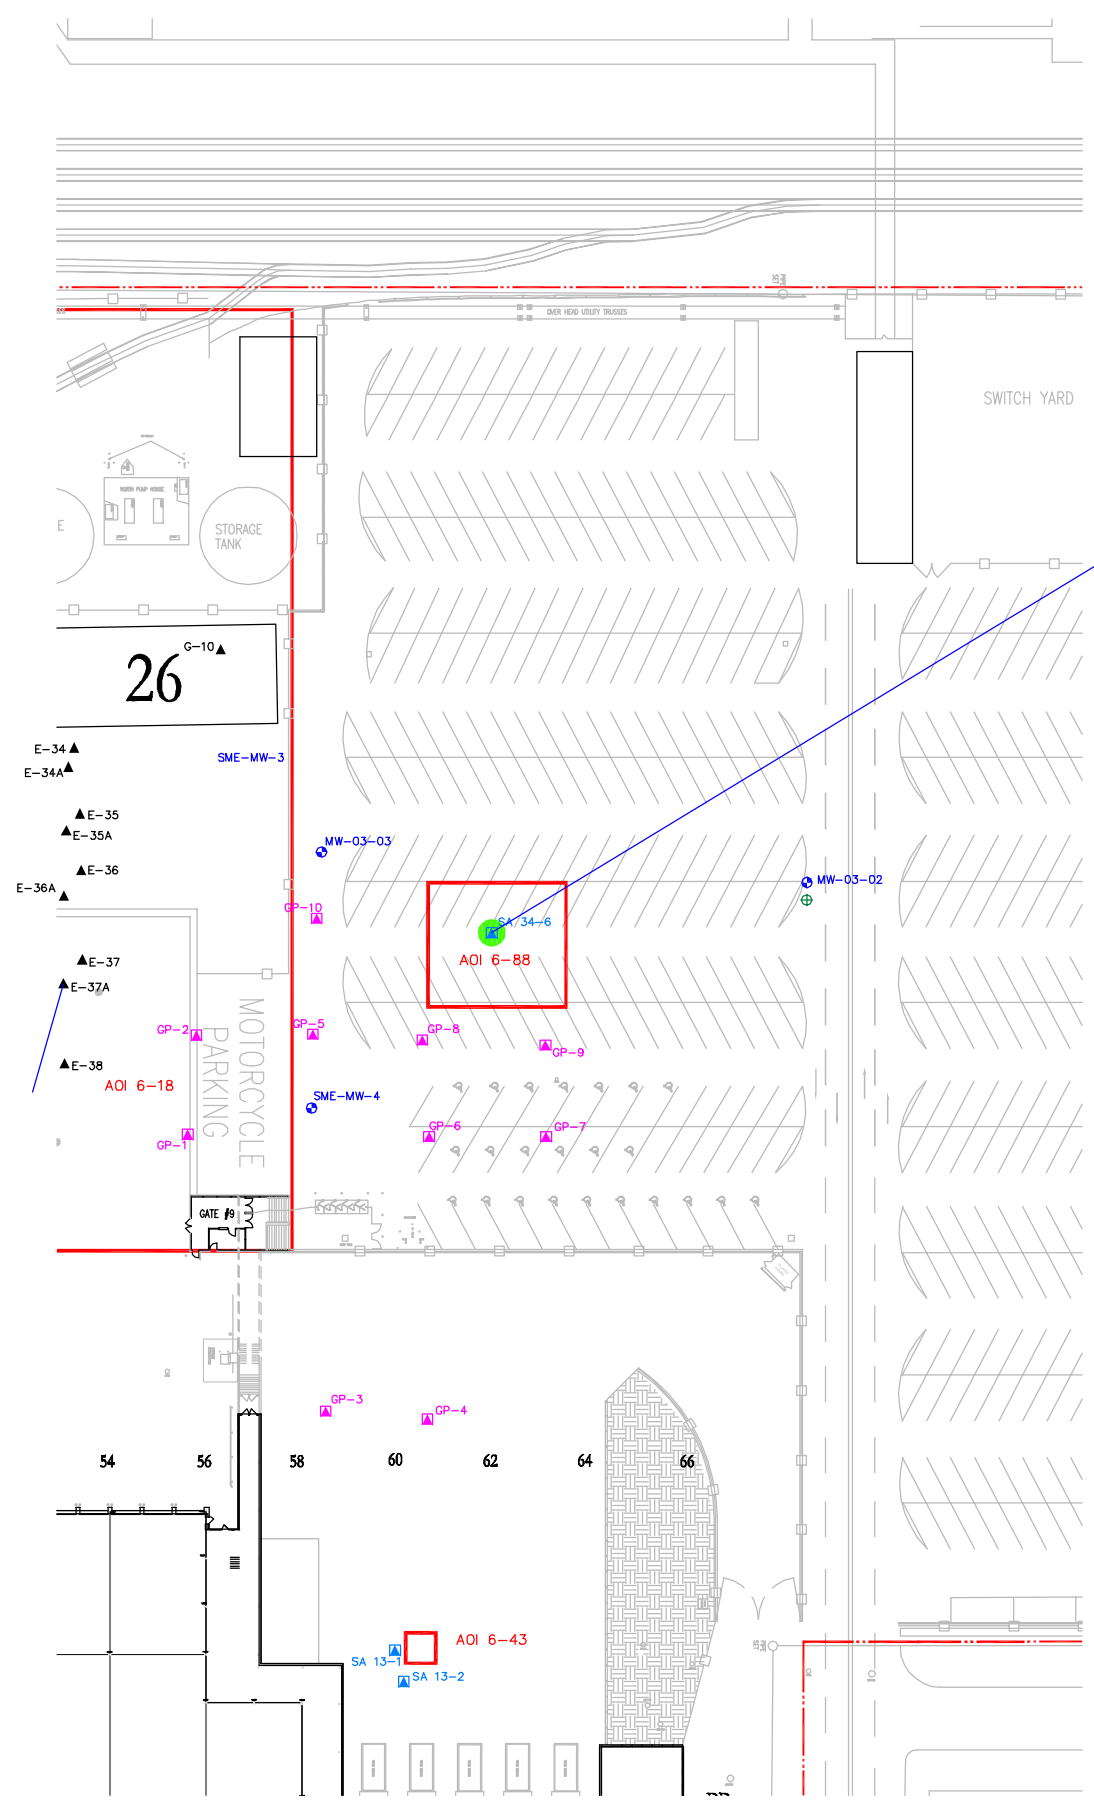 OVER HEAD UTILITY TRUSSES
SWITCH YARD
NORTH PUMP HOUSE
E
STORAGE
TANK
G-10
26
E-34
SME-MW-3
E-34A
E-35
E-35A
MW-03-03
E-36
MW-03-02
E-36A
GP-10
SA 34-6
AOI 6-88
E-37
E-37A
MOTORCYCLE
PARKING
GP-2
GP-5
GP-8
GP-9
E-38
AOI 6-18
SME-MW-4
GP-6
GP-7
GP-1
GATE #9
GP-3
GP-4
54
56
58
60
62
64
66
AOI 6-43
SA 13-1
SA 13-2